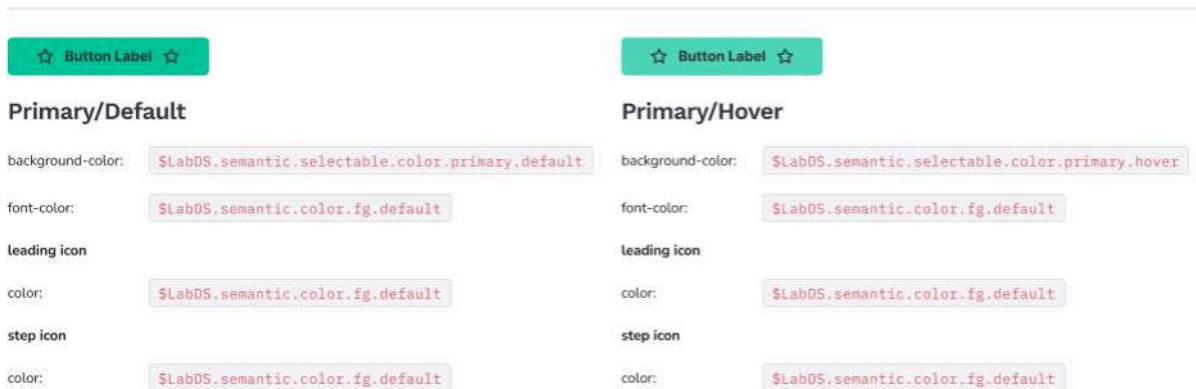 Button Label
Primary/Default
background-color: $LabDS.semantic.selectable.color.primary.default
font-color: $LabDS.semantic.color.fg.default
leading icon
color: $LabDS.semantic.color.fg.default
step icon
color: $LabDS.semantic.color.fg.default
Button Label
Primary/Hover
background-color: $LabDS.semantic.selectable.color.primary.hover
font-color: $LabDS.semantic.color.fg.default
leading icon
color: $LabDS.semantic.color.fg.default
step icon
color: $LabDS.semantic.color.fg.default